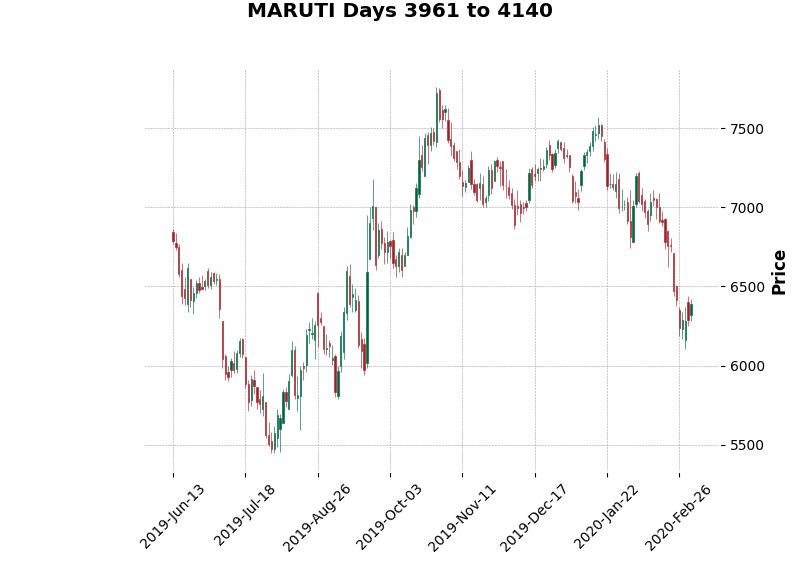 MARUTI Days 3961 to 4140
7500
7000
6500
6000
5500
Price
2019-Jun-13
2019-Jul-18
2019-Aug-26
2019-Oct-03
2019-Nov-11
2019-Dec-17
2020-Jan-22
2020-Feb-26